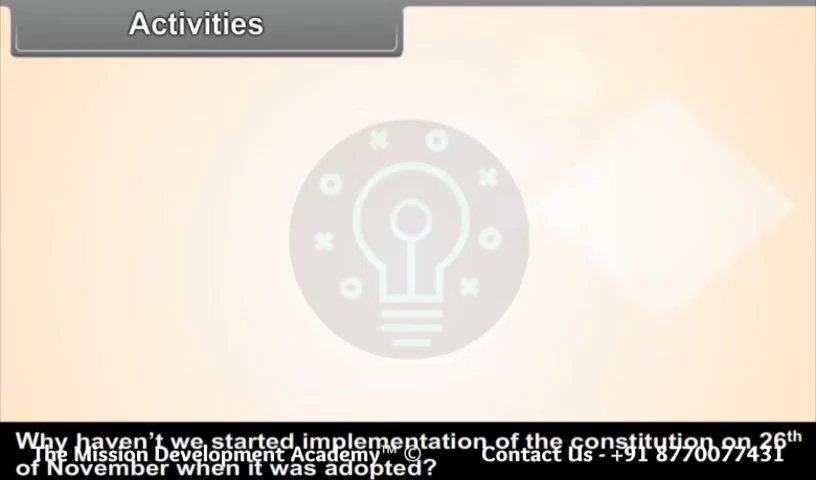 Activities
Why haven't we started implementation of the constitution on 26th
The Mission Development Academy™ © Contact Us - +91 8770077431
of November when it was adopted?